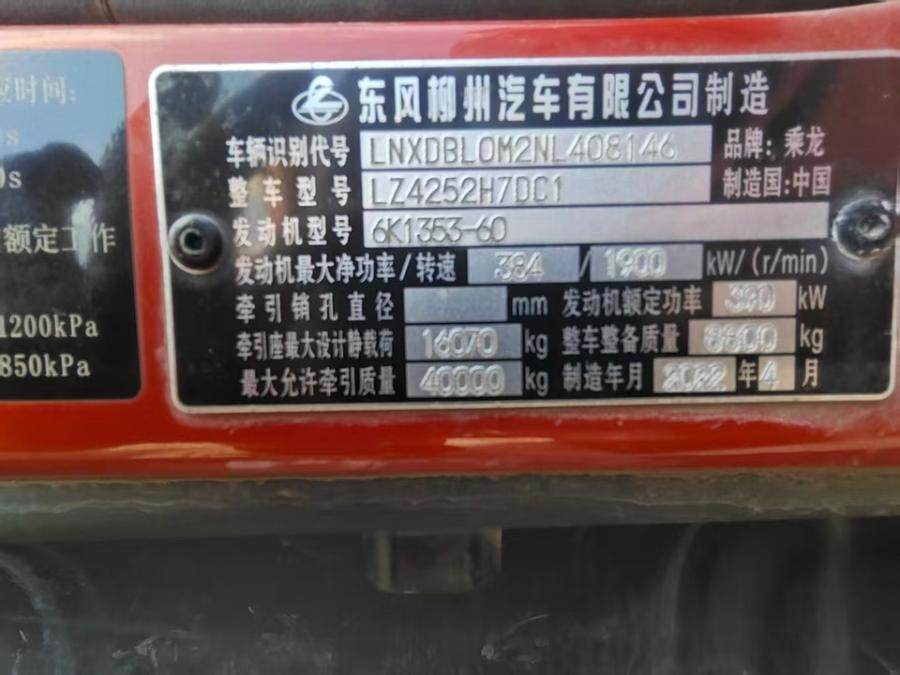 应时间:
0s
额定工作
1200kPa
850kPa
东风柳州汽车有限公司制造
车辆识别代号 LNXDBL0M2NL408146 品牌: 乘龙
整车型号 LZ4252H7DC1 制造国:中国
发动机型号 6K1353-60
发动机最大净功率/转速 384 / 1900 kW/(r/min)
牵引销孔直径 mm 发动机额定功率 390 kW
牵引座最大设计静载荷 16070 kg 整车整备质量 8800 kg
最大允许牵引质量 40000 kg 制造年月 2022 年 4 月